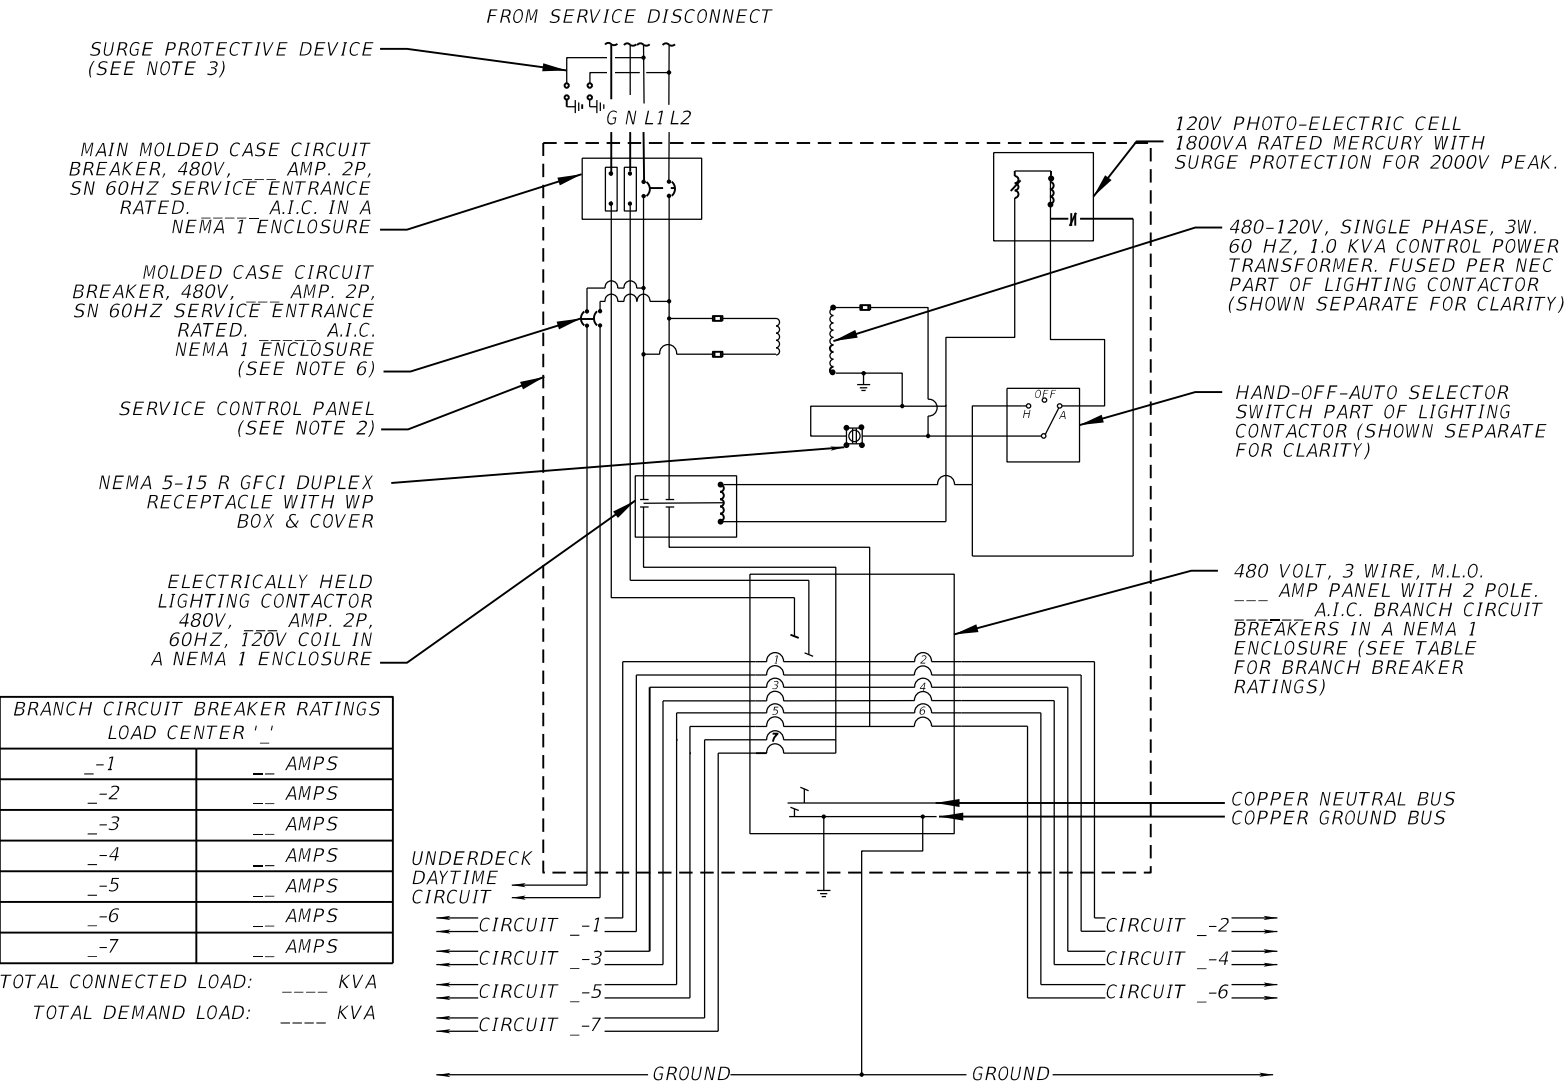 FROM SERVICE DISCONNECT
SURGE PROTECTIVE DEVICE
(SEE NOTE 3)
G N L1 L2
MAIN MOLDED CASE CIRCUIT
BREAKER, 480V, ___ AMP. 2P,
SN 60HZ SERVICE ENTRANCE
RATED. _____ A.I.C. IN A
NEMA 1 ENCLOSURE
MOLDED CASE CIRCUIT
BREAKER, 480V, ___ AMP. 2P,
SN 60HZ SERVICE ENTRANCE
RATED. _____ A.I.C.
NEMA 1 ENCLOSURE
(SEE NOTE 6)
SERVICE CONTROL PANEL
(SEE NOTE 2)
NEMA 5-15 R GFCI DUPLEX
RECEPTACLE WITH WP
BOX & COVER
ELECTRICALLY HELD
LIGHTING CONTACTOR
480V, ___ AMP. 2P,
60HZ, 120V COIL IN
A NEMA 1 ENCLOSURE
120V PHOTO-ELECTRIC CELL
1800VA RATED MERCURY WITH
SURGE PROTECTION FOR 2000V PEAK.
480-120V, SINGLE PHASE, 3W.
60 HZ, 1.0 KVA CONTROL POWER
TRANSFORMER. FUSED PER NEC
PART OF LIGHTING CONTACTOR
(SHOWN SEPARATE FOR CLARITY)
OFF
H A
HAND-OFF-AUTO SELECTOR
SWITCH PART OF LIGHTING
CONTACTOR (SHOWN SEPARATE
FOR CLARITY)
480 VOLT, 3 WIRE, M.L.O.
___ AMP PANEL WITH 2 POLE.
______ A.I.C. BRANCH CIRCUIT
BREAKERS IN A NEMA 1
ENCLOSURE (SEE TABLE
FOR BRANCH BREAKER
RATINGS)
1 2
3 4
5 6
7
COPPER NEUTRAL BUS
COPPER GROUND BUS
BRANCH CIRCUIT BREAKER RATINGS
LOAD CENTER '_'
_-1 __ AMPS
_-2 __ AMPS
_-3 __ AMPS
_-4 __ AMPS
_-5 __ AMPS
_-6 __ AMPS
_-7 __ AMPS
TOTAL CONNECTED LOAD: ____ KVA
TOTAL DEMAND LOAD: ____ KVA
UNDERDECK
DAYTIME
CIRCUIT
CIRCUIT _-1
CIRCUIT _-3
CIRCUIT _-5
CIRCUIT _-7
CIRCUIT _-2
CIRCUIT _-4
CIRCUIT _-6
GROUND GROUND